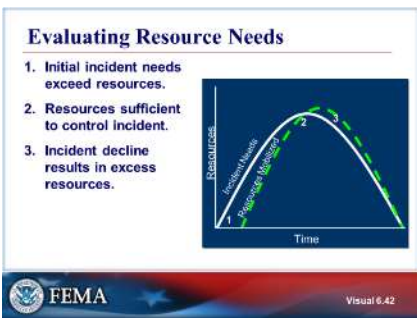 Evaluating Resource Needs
1. Initial incident needs
exceed resources.
2. Resources sufficient
to control incident.
3. Incident decline
results in excess
resources.
Resources
Incident Needs
Resources Mobilized
1
2
3
Time
FEMA
Visual 6.42